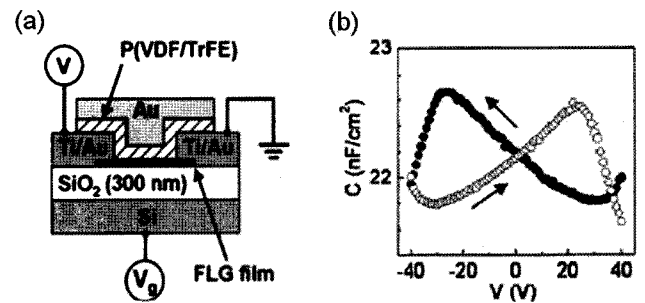 (a)
P(VDF/TrFE)
V
Au
Ti/Au
Ti/Au
SiO₂ (300 nm)
Si
Vg
FLG film
(b)
C (nF/cm²)
23
22
-40 -20 0 20 40
V (V)